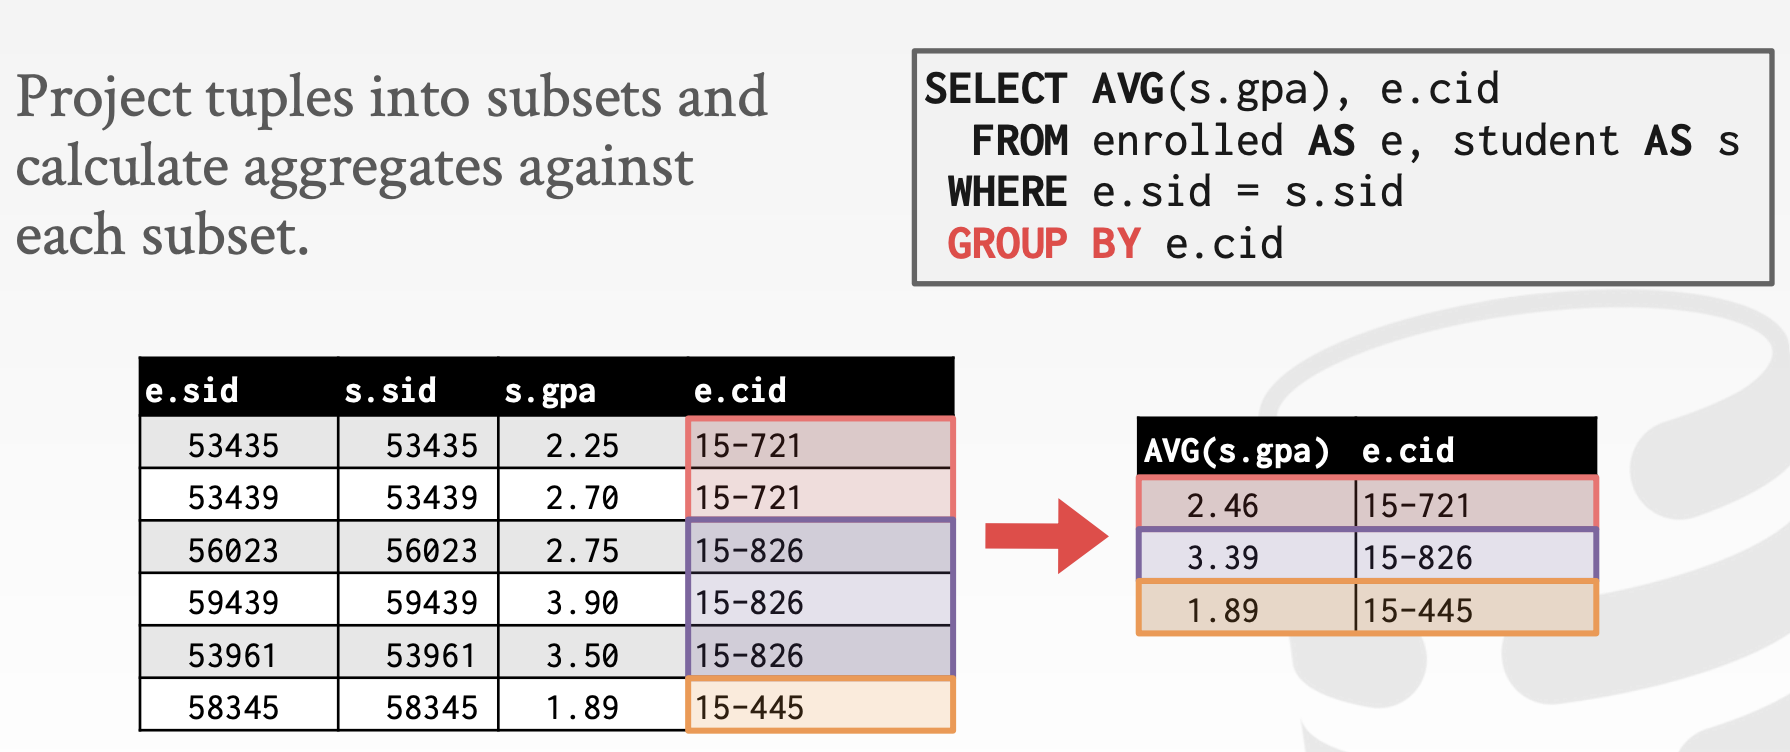 Project tuples into subsets and
calculate aggregates against
each subset.
SELECT AVG(s.gpa), e.cid
FROM enrolled AS e, student AS s
WHERE e.sid = s.sid
GROUP BY e.cid
e.sid s.sid s.gpa e.cid
53435 53435 2.25 15-721
53439 53439 2.70 15-721
56023 56023 2.75 15-826
59439 59439 3.90 15-826
53961 53961 3.50 15-826
58345 58345 1.89 15-445
AVG(s.gpa) e.cid
2.46 15-721
3.39 15-826
1.89 15-445